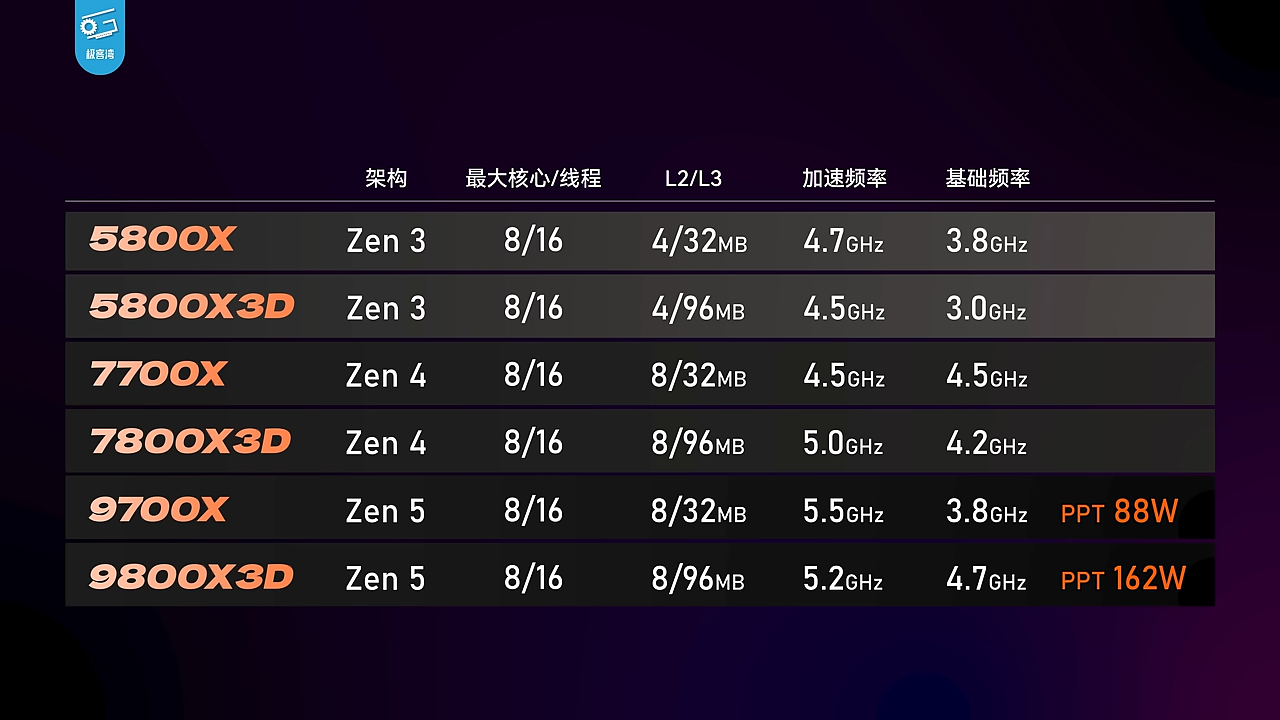 极客湾
架构 最大核心/线程 L2/L3 加速频率 基础频率
5800X Zen 3 8/16 4/32MB 4.7GHz 3.8GHz
5800X3D Zen 3 8/16 4/96MB 4.5GHz 3.0GHz
7700X Zen 4 8/16 8/32MB 4.5GHz 4.5GHz
7800X3D Zen 4 8/16 8/96MB 5.0GHz 4.2GHz
9700X Zen 5 8/16 8/32MB 5.5GHz 3.8GHz PPT 88W
9800X3D Zen 5 8/16 8/96MB 5.2GHz 4.7GHz PPT 162W